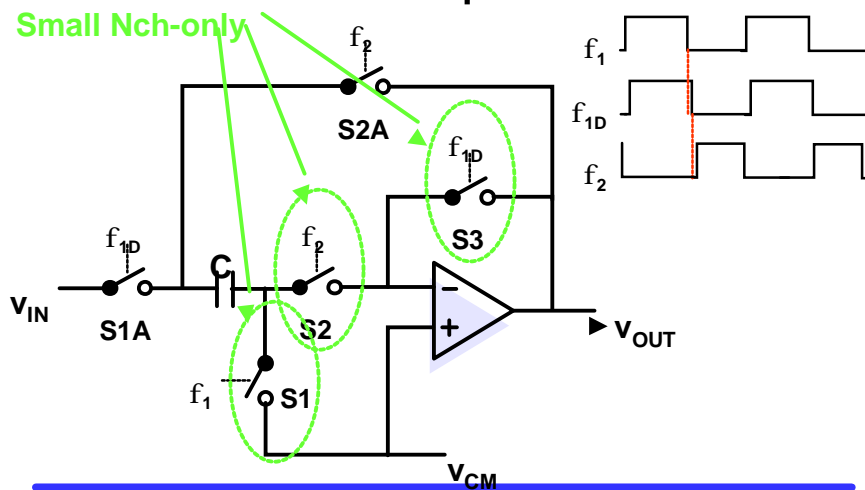 Small Nch-only
f2
S2A
f1D
S3
f1D
C
f2
vIN
S1A
S2
−
+
vOUT
f1
S1
vCM
f1
f1D
f2